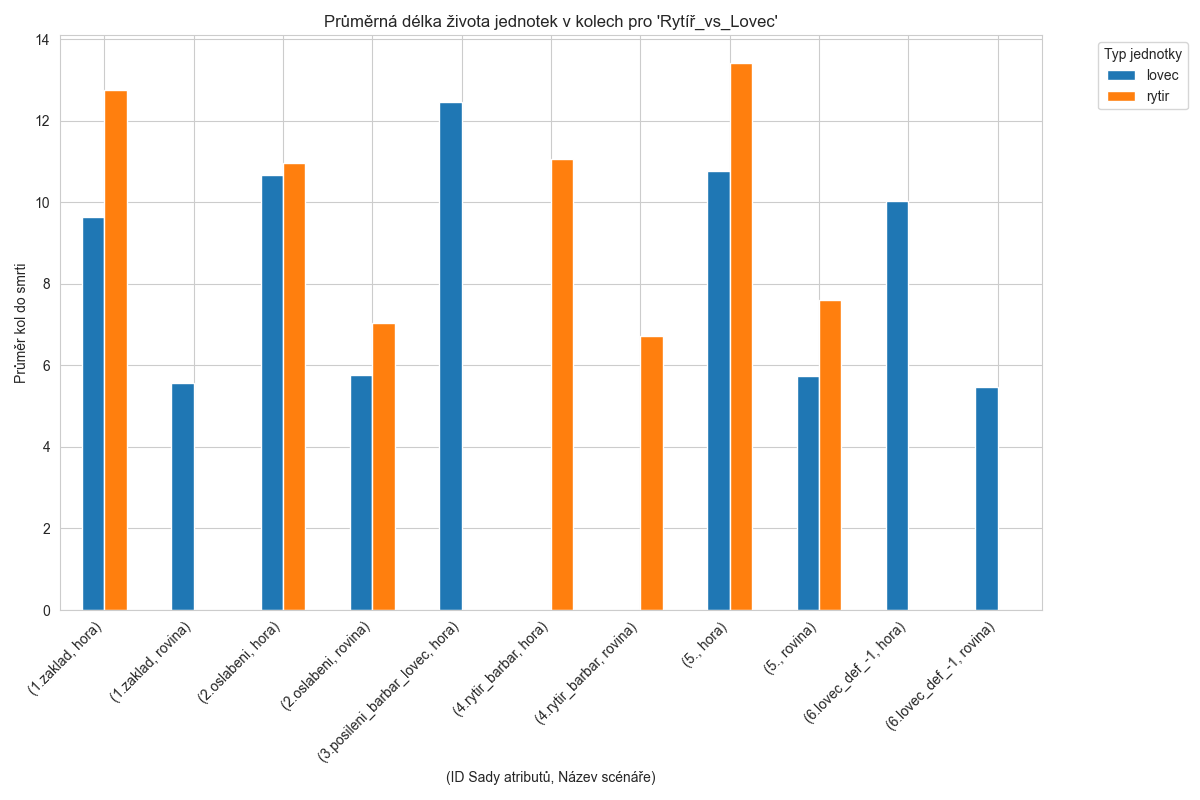 Průměrná délka života jednotek v kolech pro 'Rytíř_vs_Lovec'
Typ jednotky
lovec
rytir
Průměr kol do smrti
14
12
10
8
6
4
2
0
(1.zaklad, hora)
(1.zaklad, rovina)
(2.oslabeni, hora)
(2.oslabeni, rovina)
(3.posileni_barbar_lovec, hora)
(4.rytir_barbar, hora)
(4.rytir_barbar, rovina)
(5., hora)
(5., rovina)
(6.lovec_def_-1, hora)
(6.lovec_def_-1, rovina)
(ID Sady atributů, Název scénáře)